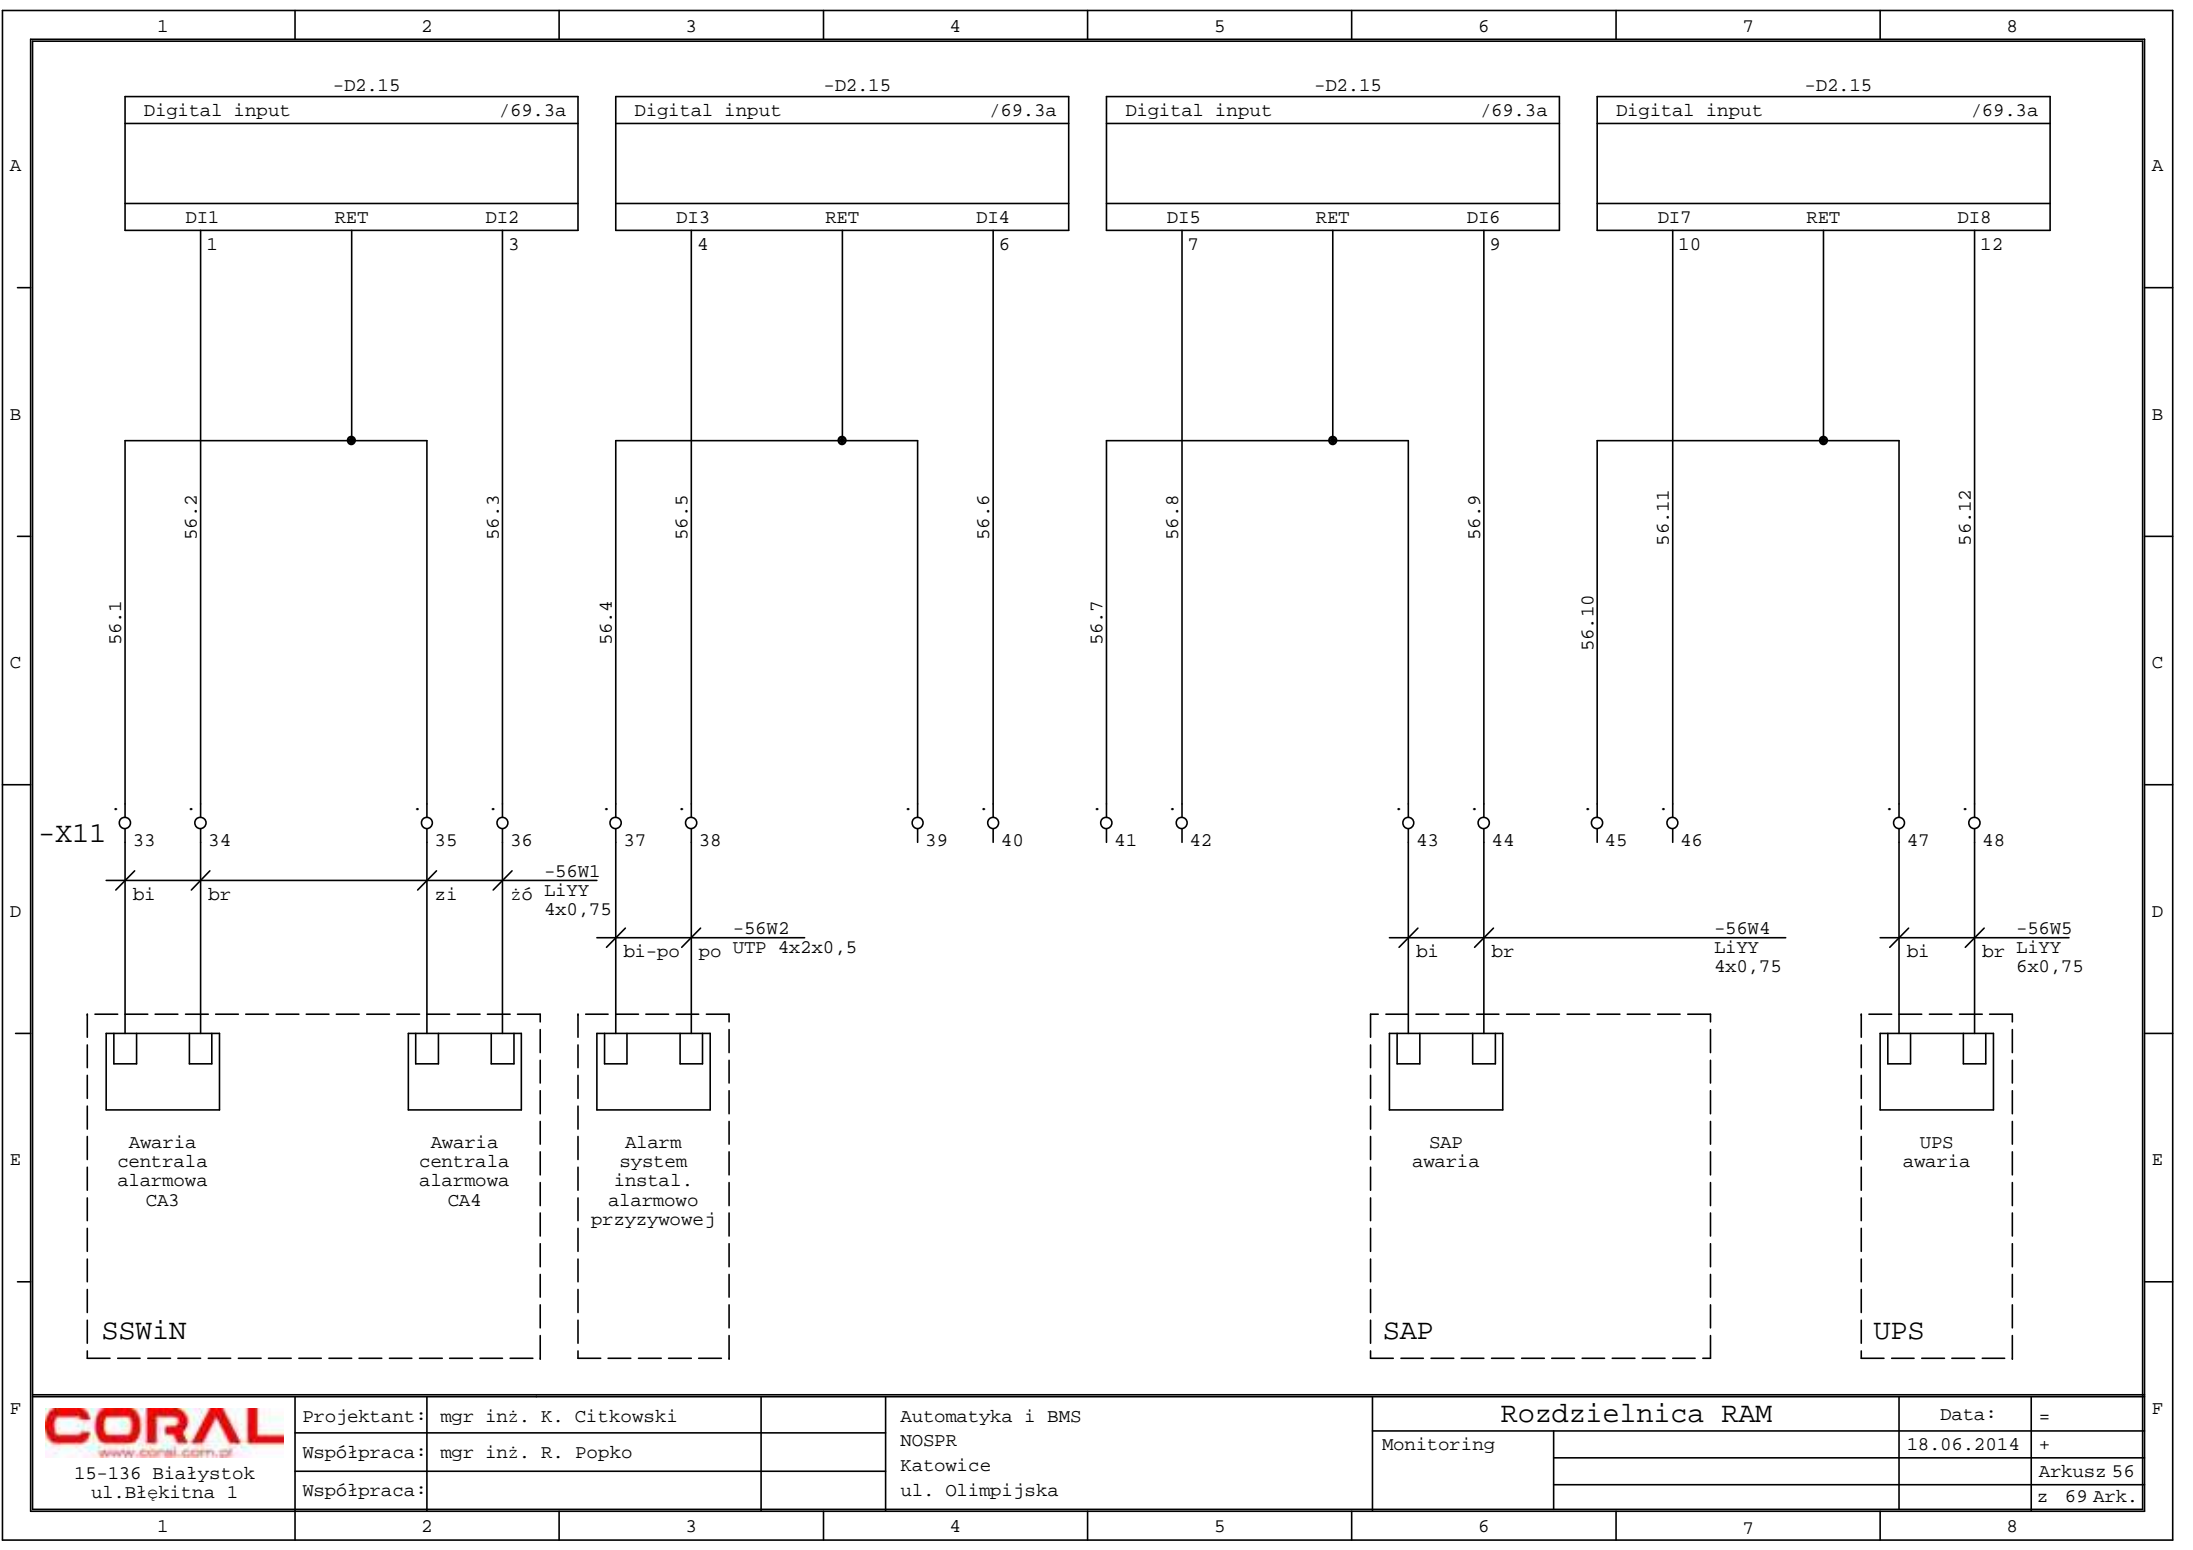 1 2 3 4 5 6 7 8
-D2.15 -D2.15 -D2.15 -D2.15
Digital input /69.3a Digital input /69.3a Digital input /69.3a Digital input /69.3a
A A
DI1 RET DI2 DI3 RET DI4 DI5 RET DI6 DI7 RET DI8
1 3 4 6 7 9 10 12
B B
56.2 56.3 56.5 56.6 56.8 56.9 56.11 56.12
56.1 56.4 56.7 56.10
C C
-X11 33 34 35 36 37 38 39 40 41 42 43 44 45 46 47 48
bi br zi żó
-56W1
LiYY
4x0,75
D D
bi-po po
-56W2
UTP 4x2x0,5
bi br
-56W4
LiYY
4x0,75
bi br
-56W5
LiYY
6x0,75
Awaria
centrala
alarmowa
CA3
Awaria
centrala
alarmowa
CA4
Alarm
system
instal.
alarmowo
przyzywowej
SAP
awaria
UPS
awaria
E E
SSWiN
SAP
UPS
F F
CORAL
www.coral.com.pl
15-136 Białystok
ul.Błękitna 1
Projektant: mgr inż. K. Citkowski
Współpraca: mgr inż. R. Popko
Współpraca:
Automatyka i BMS
NOSPR
Katowice
ul. Olimpijska
Rozdzielnica RAM
Monitoring
Data: =
18.06.2014 +
Arkusz 56
z 69 Ark.
1 2 3 4 5 6 7 8